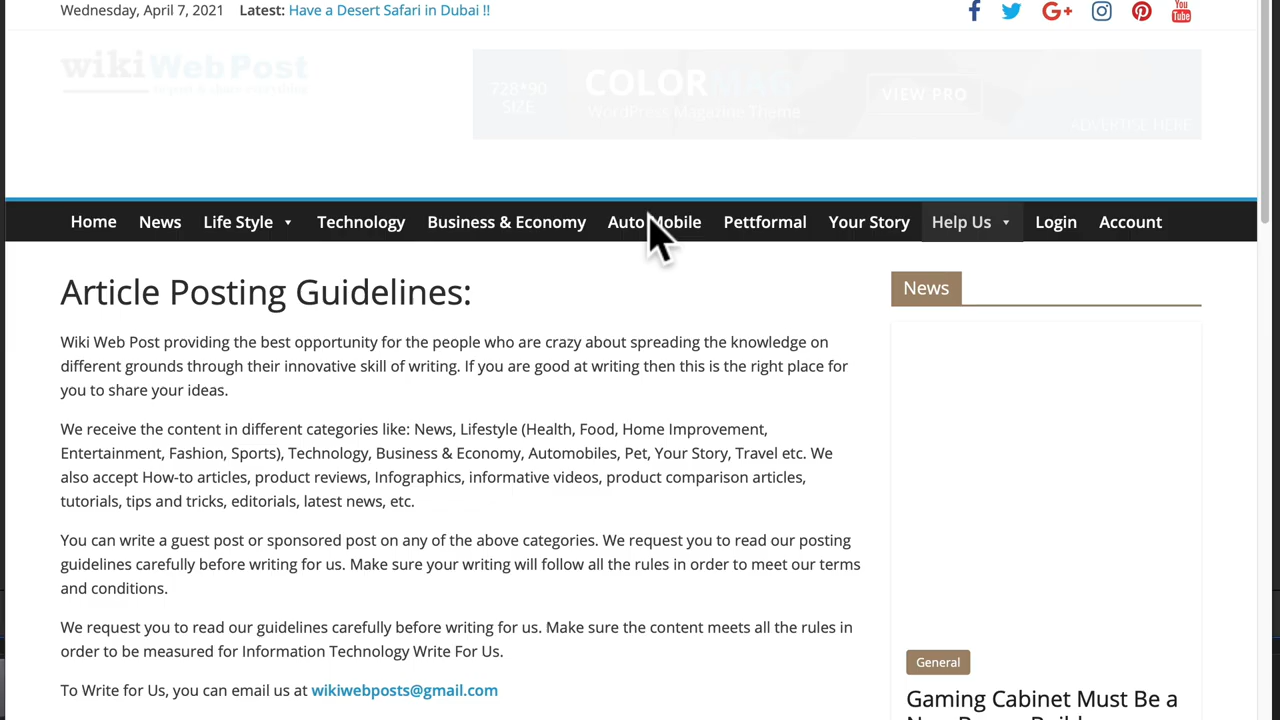 Wednesday, April 7, 2021 Latest: Have a Desert Safari in Dubai !!
You
Tube
wiki Web Post
728*90
SIZE
COLORMAG
WordPress Magazine Theme
VIEW PRO
ADVERTISE HERE
Home News Life Style Technology Business & Economy Auto Mobile Pettformal Your Story Help Us Login Account
Article Posting Guidelines:
Wiki Web Post providing the best opportunity for the people who are crazy about spreading the knowledge on
different grounds through their innovative skill of writing. If you are good at writing then this is the right place for
you to share your ideas.
We receive the content in different categories like: News, Lifestyle (Health, Food, Home Improvement,
Entertainment, Fashion, Sports), Technology, Business & Economy, Automobiles, Pet, Your Story, Travel etc. We
also accept How-to articles, product reviews, Infographics, informative videos, product comparison articles,
tutorials, tips and tricks, editorials, latest news, etc.
You can write a guest post or sponsored post on any of the above categories. We request you to read our posting
guidelines carefully before writing for us. Make sure your writing will follow all the rules in order to meet our terms
and conditions.
We request you to read our guidelines carefully before writing for us. Make sure the content meets all the rules in
order to be measured for Information Technology Write For Us.
To Write for Us, you can email us at wikiwebposts@gmail.com
News
General
Gaming Cabinet Must Be a